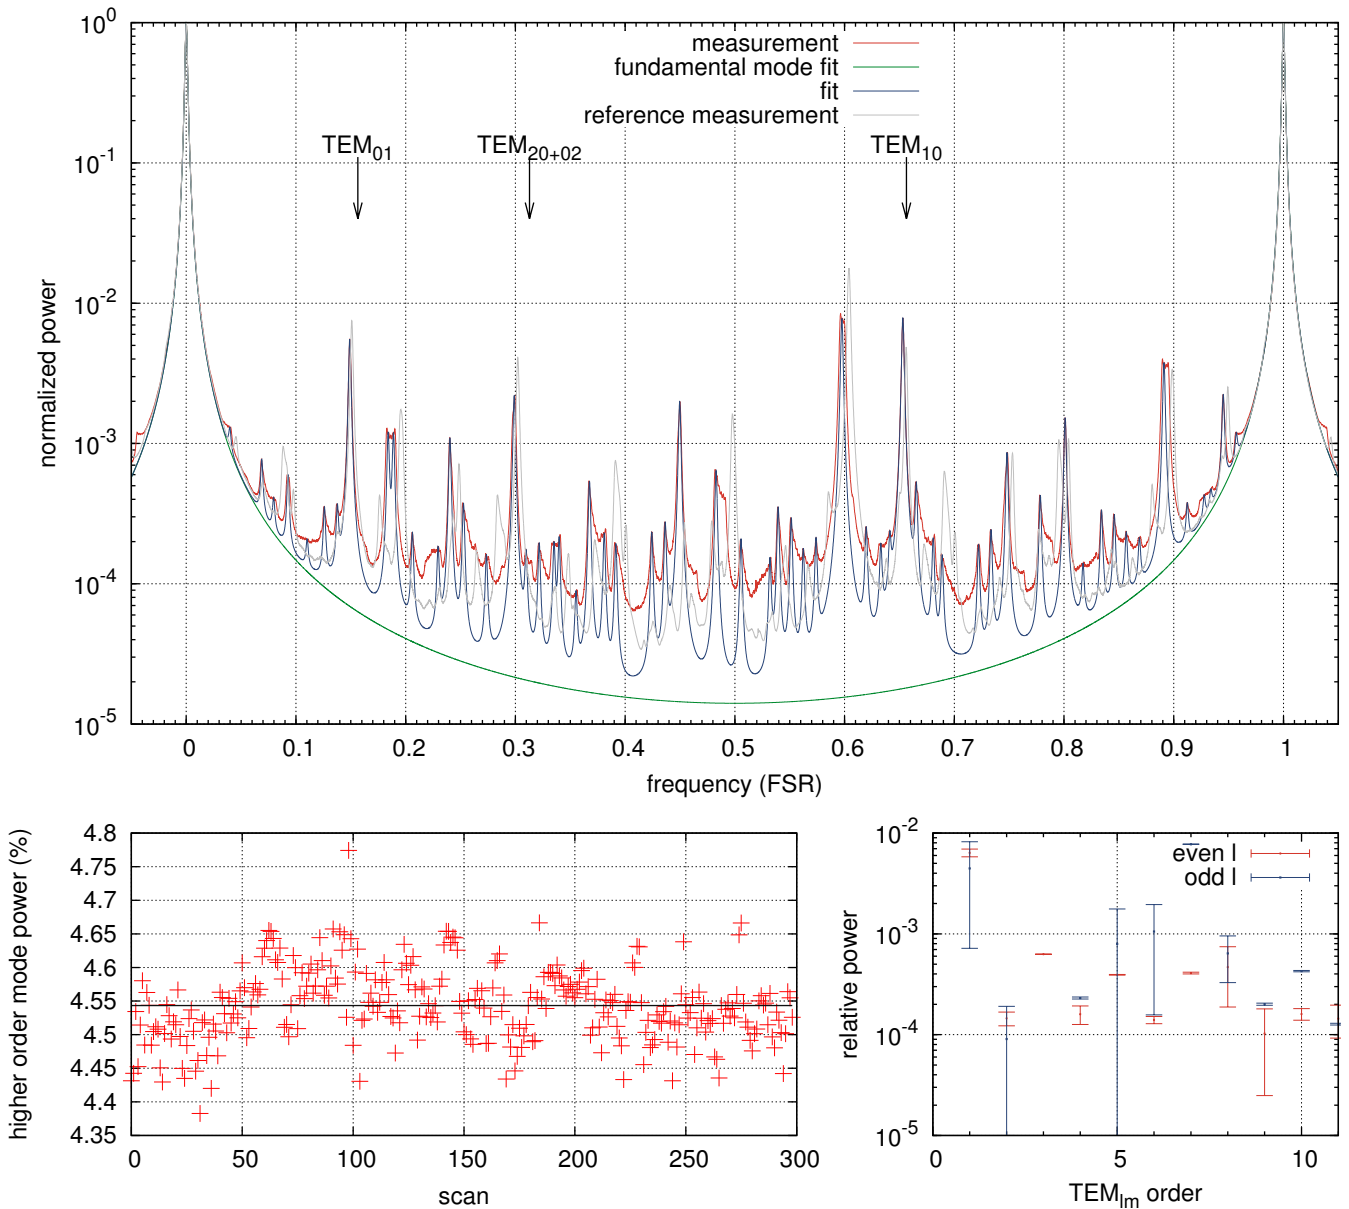 10^0
10^-1
10^-2
10^-3
10^-4
10^-5
normalized power
measurement
fundamental mode fit
fit
reference measurement
TEM_01
TEM_20+02
TEM_10
0 0.1 0.2 0.3 0.4 0.5 0.6 0.7 0.8 0.9 1
frequency (FSR)
4.8
4.75
4.7
4.65
4.6
4.55
4.5
4.45
4.4
4.35
higher order mode power (%)
0 50 100 150 200 250 300
scan
10^-2
10^-3
10^-4
10^-5
relative power
even l
odd l
0 5 10
TEM_lm order